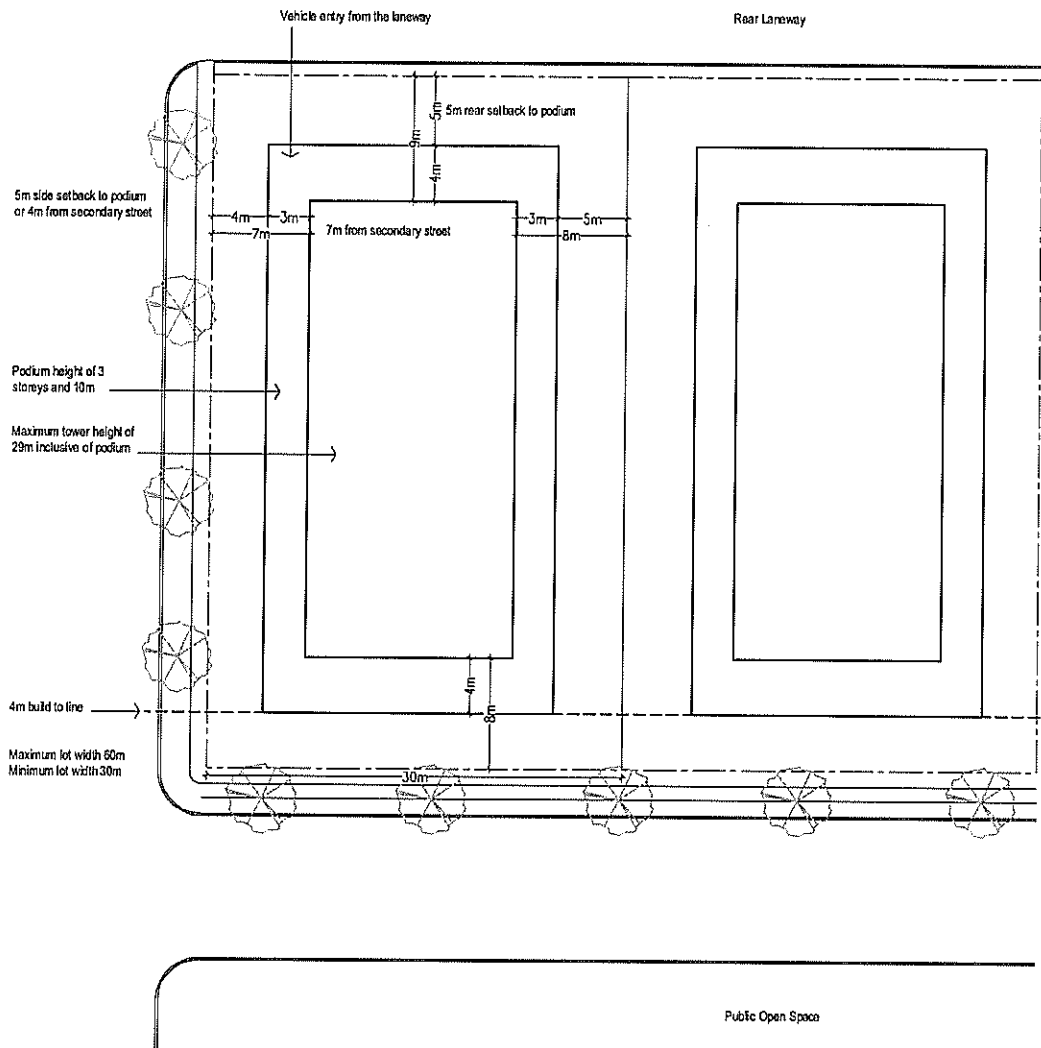 Vehicle entry from the laneway
Rear Laneway
5m
5m rear setback to podium
9m
4m
5m side setback to podium
or 4m from secondary street
4m
3m
7m
7m from secondary street
3m
5m
8m
Podium height of 3
storeys and 10m
Maximum tower height of
29m inclusive of podium
4m
8m
4m build to line
Maximum lot width 60m
Minimum lot width 30m
30m
Public Open Space